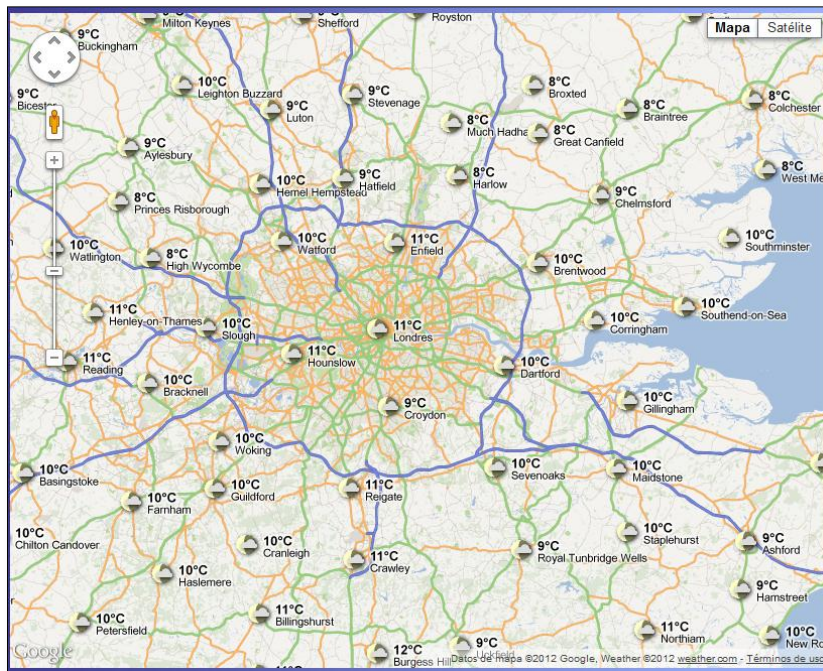 Milton Keynes
Shefford
Royston
Mapa
Satélite
Buckingham
9°C
10°C
Leighton Buzzard
9°C
Stevenage
8°C
Broxted
8°C
Colchester
9°C
Bicester
9°C
Luton
8°C
Braintree
8°C
Much Hadha
8°C
Great Canfield
9°C
Aylesbury
10°C
Hemel Hempstead
9°C
Hatfield
8°C
Harlow
8°C
West Me
9°C
Chelmsford
8°C
Princes Risborough
10°C
Watlington
8°C
High Wycombe
10°C
Watford
11°C
Enfield
10°C
Southminster
10°C
Brentwood
11°C
Henley-on-Thames
10°C
Slough
11°C
Londres
10°C
Corringham
10°C
Southend-on-Sea
11°C
Reading
11°C
Hounslow
10°C
Dartford
10°C
Bracknell
9°C
Croydon
10°C
Gillingham
10°C
Woking
10°C
Basingstoke
10°C
Guildford
11°C
Reigate
10°C
Sevenoaks
10°C
Maidstone
10°C
Farnham
10°C
Chilton Candover
10°C
Cranleigh
11°C
Crawley
9°C
Royal Tunbridge Wells
10°C
Staplehurst
9°C
Ashford
10°C
Haslemere
9°C
Hamstreet
10°C
Petersfield
11°C
Billingshurst
11°C
Northiam
10°C
New Ro
12°C
Burgess Hill
9°C
Uckfield
Google
Datos de mapa ©2012 Google, Weather ©2012 weather.com - Términos de uso